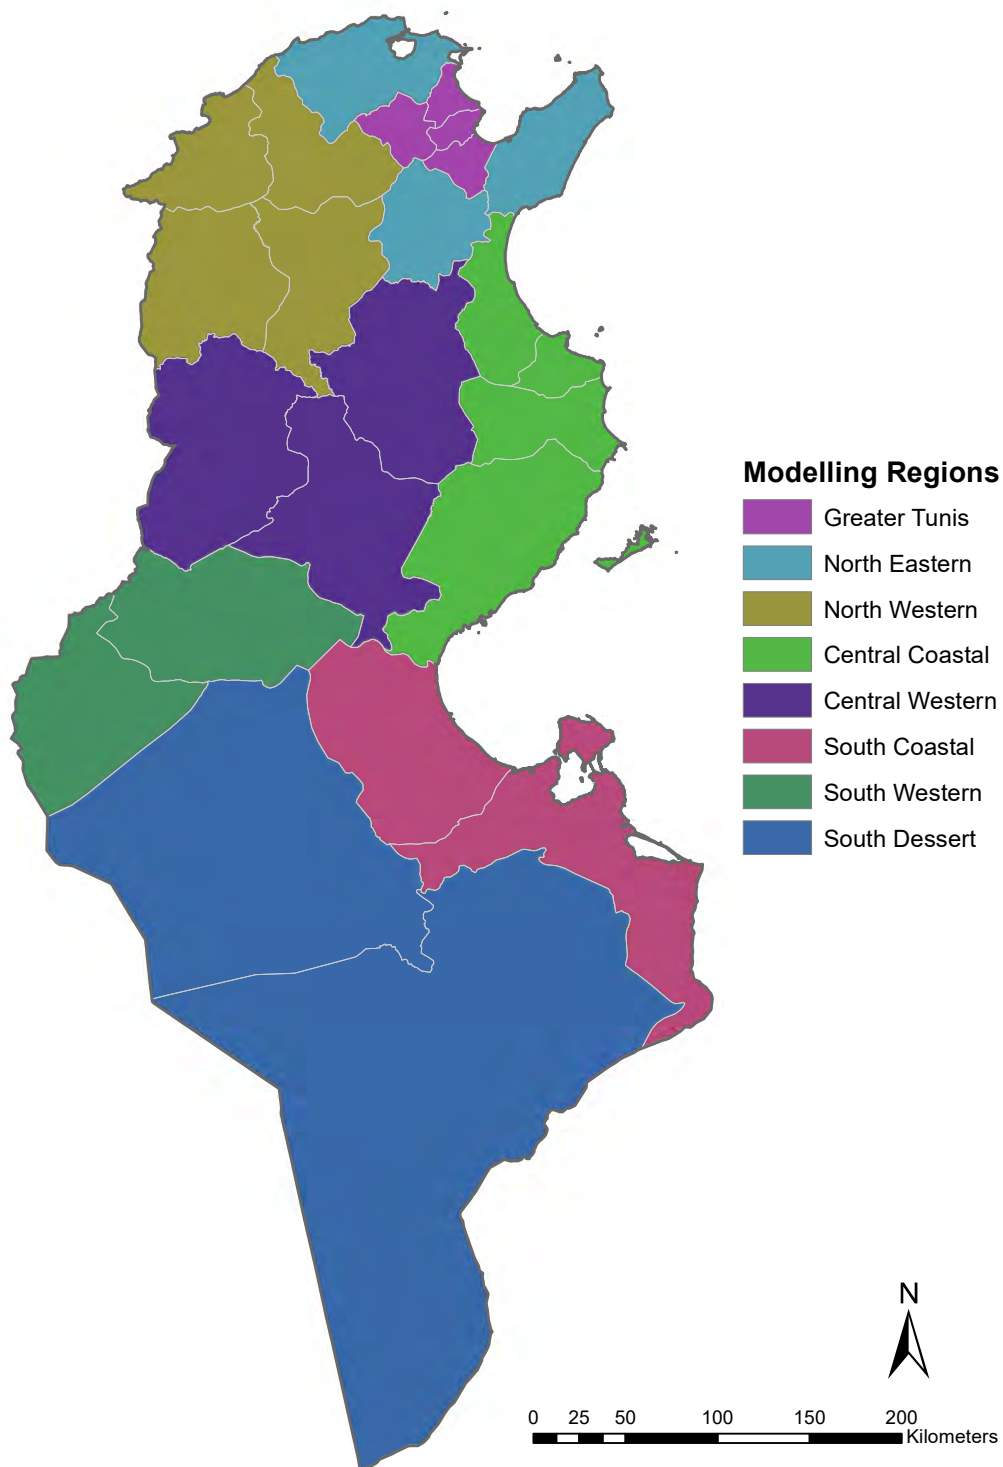 Modelling Regions
Greater Tunis
North Eastern
North Western
Central Coastal
Central Western
South Coastal
South Western
South Dessert
N
0 25 50 100 150 200
Kilometers